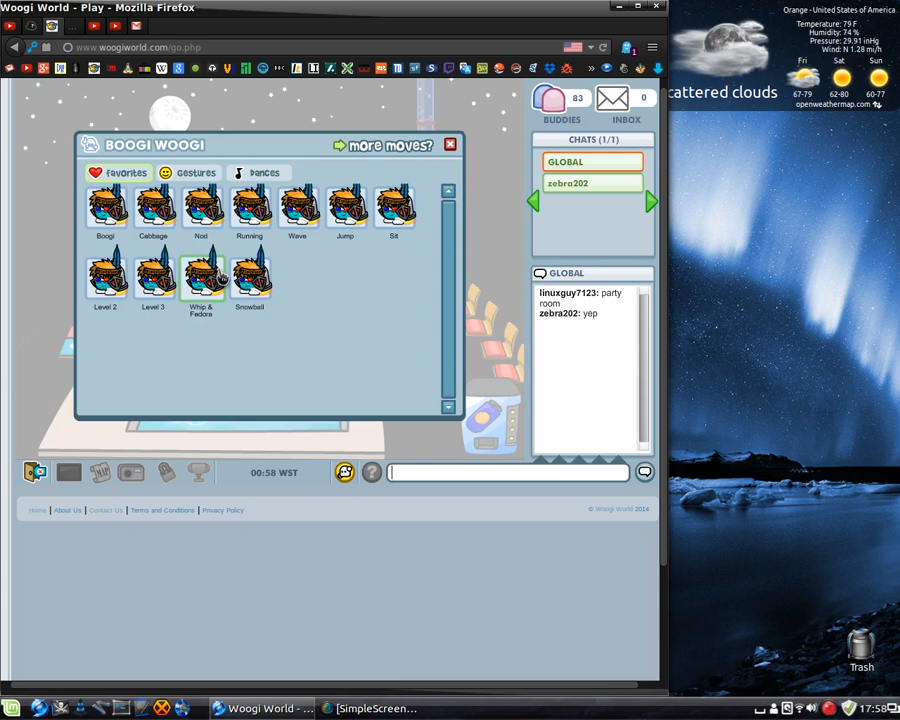 Woogi World - Play - Mozilla Firefox
www.woogiworld.com/go.php
Orange - United States of America
Temperature: 79 F
Humidity: 74 %
Pressure: 29.91 inHg
Wind: N 1.28 mi/h
Fri Sat Sun
cattered clouds
67-79 62-80 60-77
openweathermap.com
83 0
BUDDIES INBOX
BOOGI WOOGI more moves?
favorites Gestures Dances
CHATS (1/1)
GLOBAL
zebra202
Boogi Cabbage Nod Running Wave Jump Sit
Level 2 Level 3 Whip & Fedora Snowball
GLOBAL
linuxguy7123: party
room
zebra202: yep
00:58 WST
Home | About Us | Contact Us | Terms and Conditions | Privacy Policy
© Woogi World 2014
Trash
Woogi World - ... [SimpleScreen... 17:58